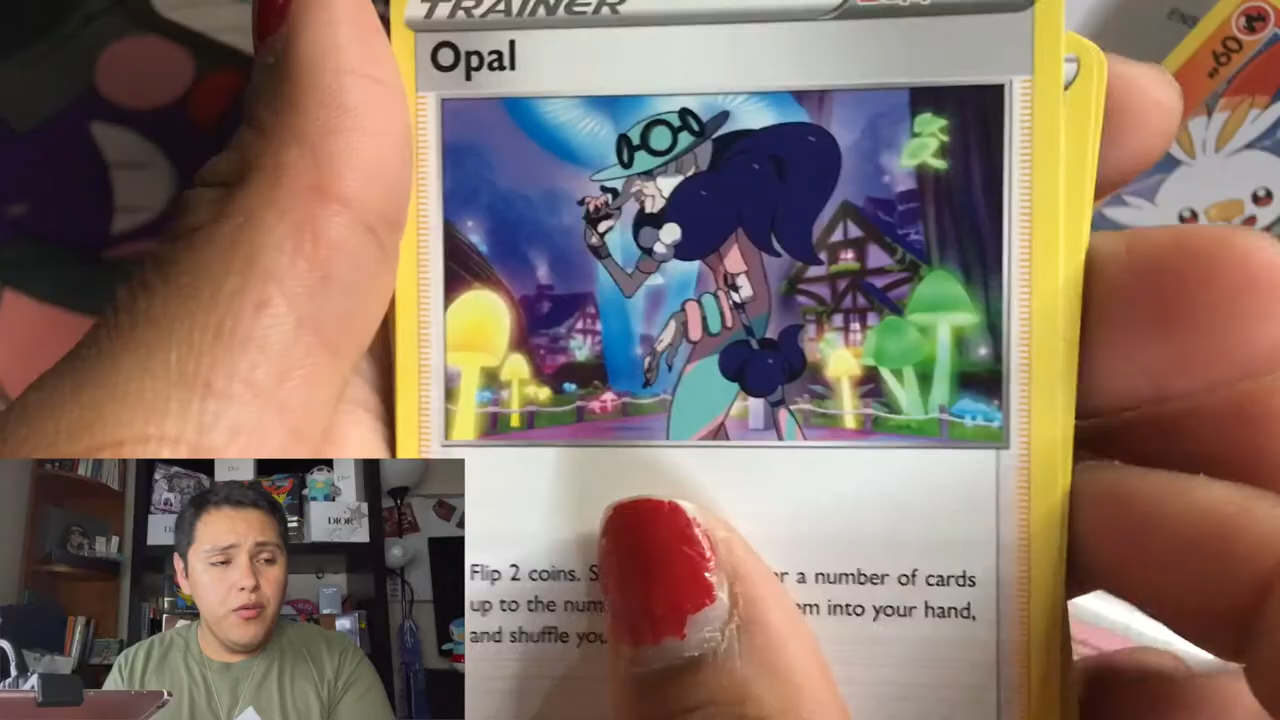 TRAINER
Opal
60
Flip 2 coins. S r a number of cards
up to the num em into your hand,
and shuffle you
Dior
DIOR